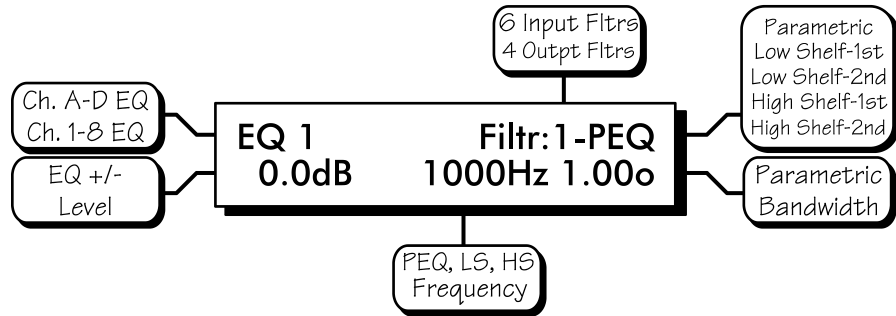 6 Input Fltrs
4 Outpt Fltrs
Parametric
Low Shelf-1st
Low Shelf-2nd
High Shelf-1st
High Shelf-2nd
Ch. A-D EQ
Ch. 1-8 EQ
EQ 1 Filtr:1-PEQ
0.0dB 1000Hz 1.00o
EQ +/-
Level
Parametric
Bandwidth
PEQ, LS, HS
Frequency